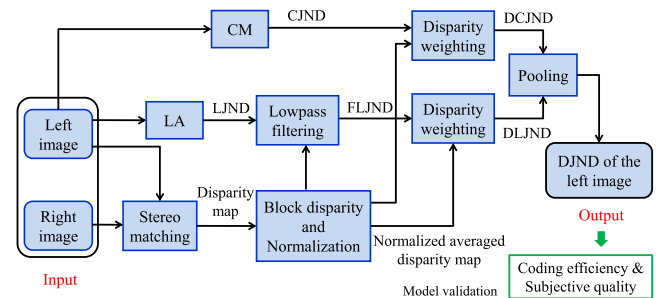 CM
CJND
Disparity
weighting
DCJND
Pooling
Left
image
LA
LJND
Lowpass
filtering
FLJND
Disparity
weighting
DLJND
DJND of the
left image
Right
image
Stereo
matching
Disparity
map
Block disparity
and
Normalization
Normalized averaged
disparity map
Output
Input
Model validation
Coding efficiency &
Subjective quality